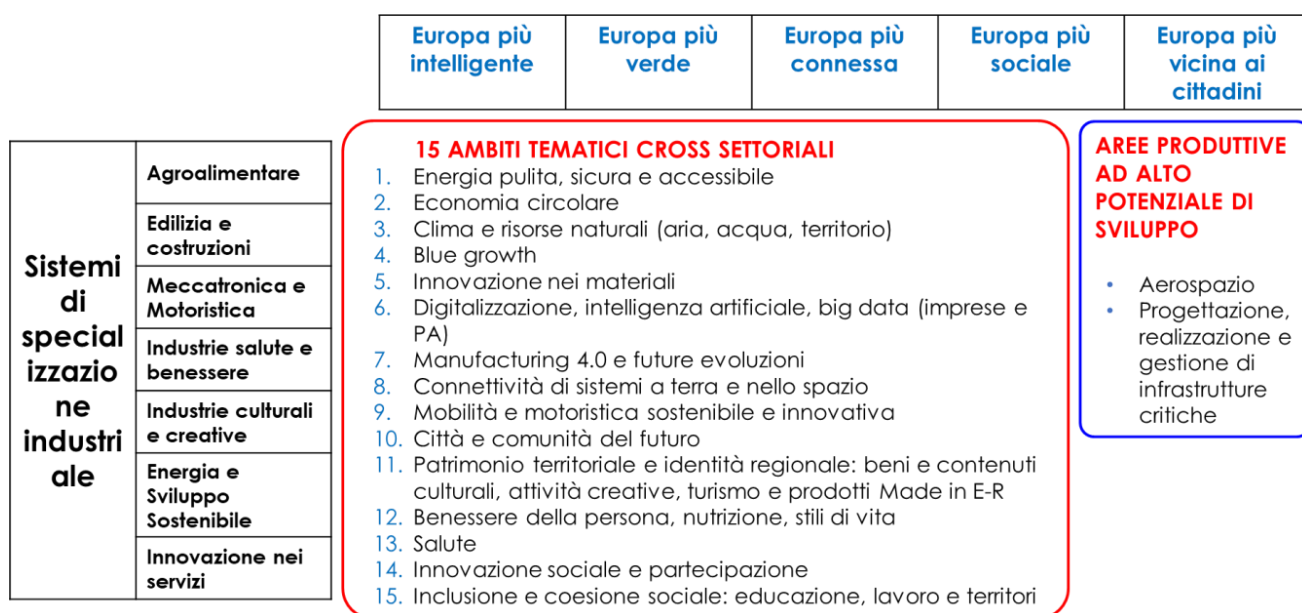 Europa più
intelligente
Europa più
verde
Europa più
connessa
Europa più
sociale
Europa più
vicina ai
cittadini
Sistemi
di
special
izzazio
ne
industri
ale
Agroalimentare
Edilizia e
costruzioni
Meccatronica e
Motoristica
Industrie salute e
benessere
Industrie culturali
e creative
Energia e
Sviluppo
Sostenibile
Innovazione nei
servizi
15 AMBITI TEMATICI CROSS SETTORIALI
1. Energia pulita, sicura e accessibile
2. Economia circolare
3. Clima e risorse naturali (aria, acqua, territorio)
4. Blue growth
5. Innovazione nei materiali
6. Digitalizzazione, intelligenza artificiale, big data (imprese e
PA)
7. Manufacturing 4.0 e future evoluzioni
8. Connettività di sistemi a terra e nello spazio
9. Mobilità e motoristica sostenibile e innovativa
10. Città e comunità del futuro
11. Patrimonio territoriale e identità regionale: beni e contenuti
culturali, attività creative, turismo e prodotti Made in E-R
12. Benessere della persona, nutrizione, stili di vita
13. Salute
14. Innovazione sociale e partecipazione
15. Inclusione e coesione sociale: educazione, lavoro e territori
AREE PRODUTTIVE
AD ALTO
POTENZIALE DI
SVILUPPO
• Aerospazio
• Progettazione,
realizzazione e
gestione di
infrastrutture
critiche